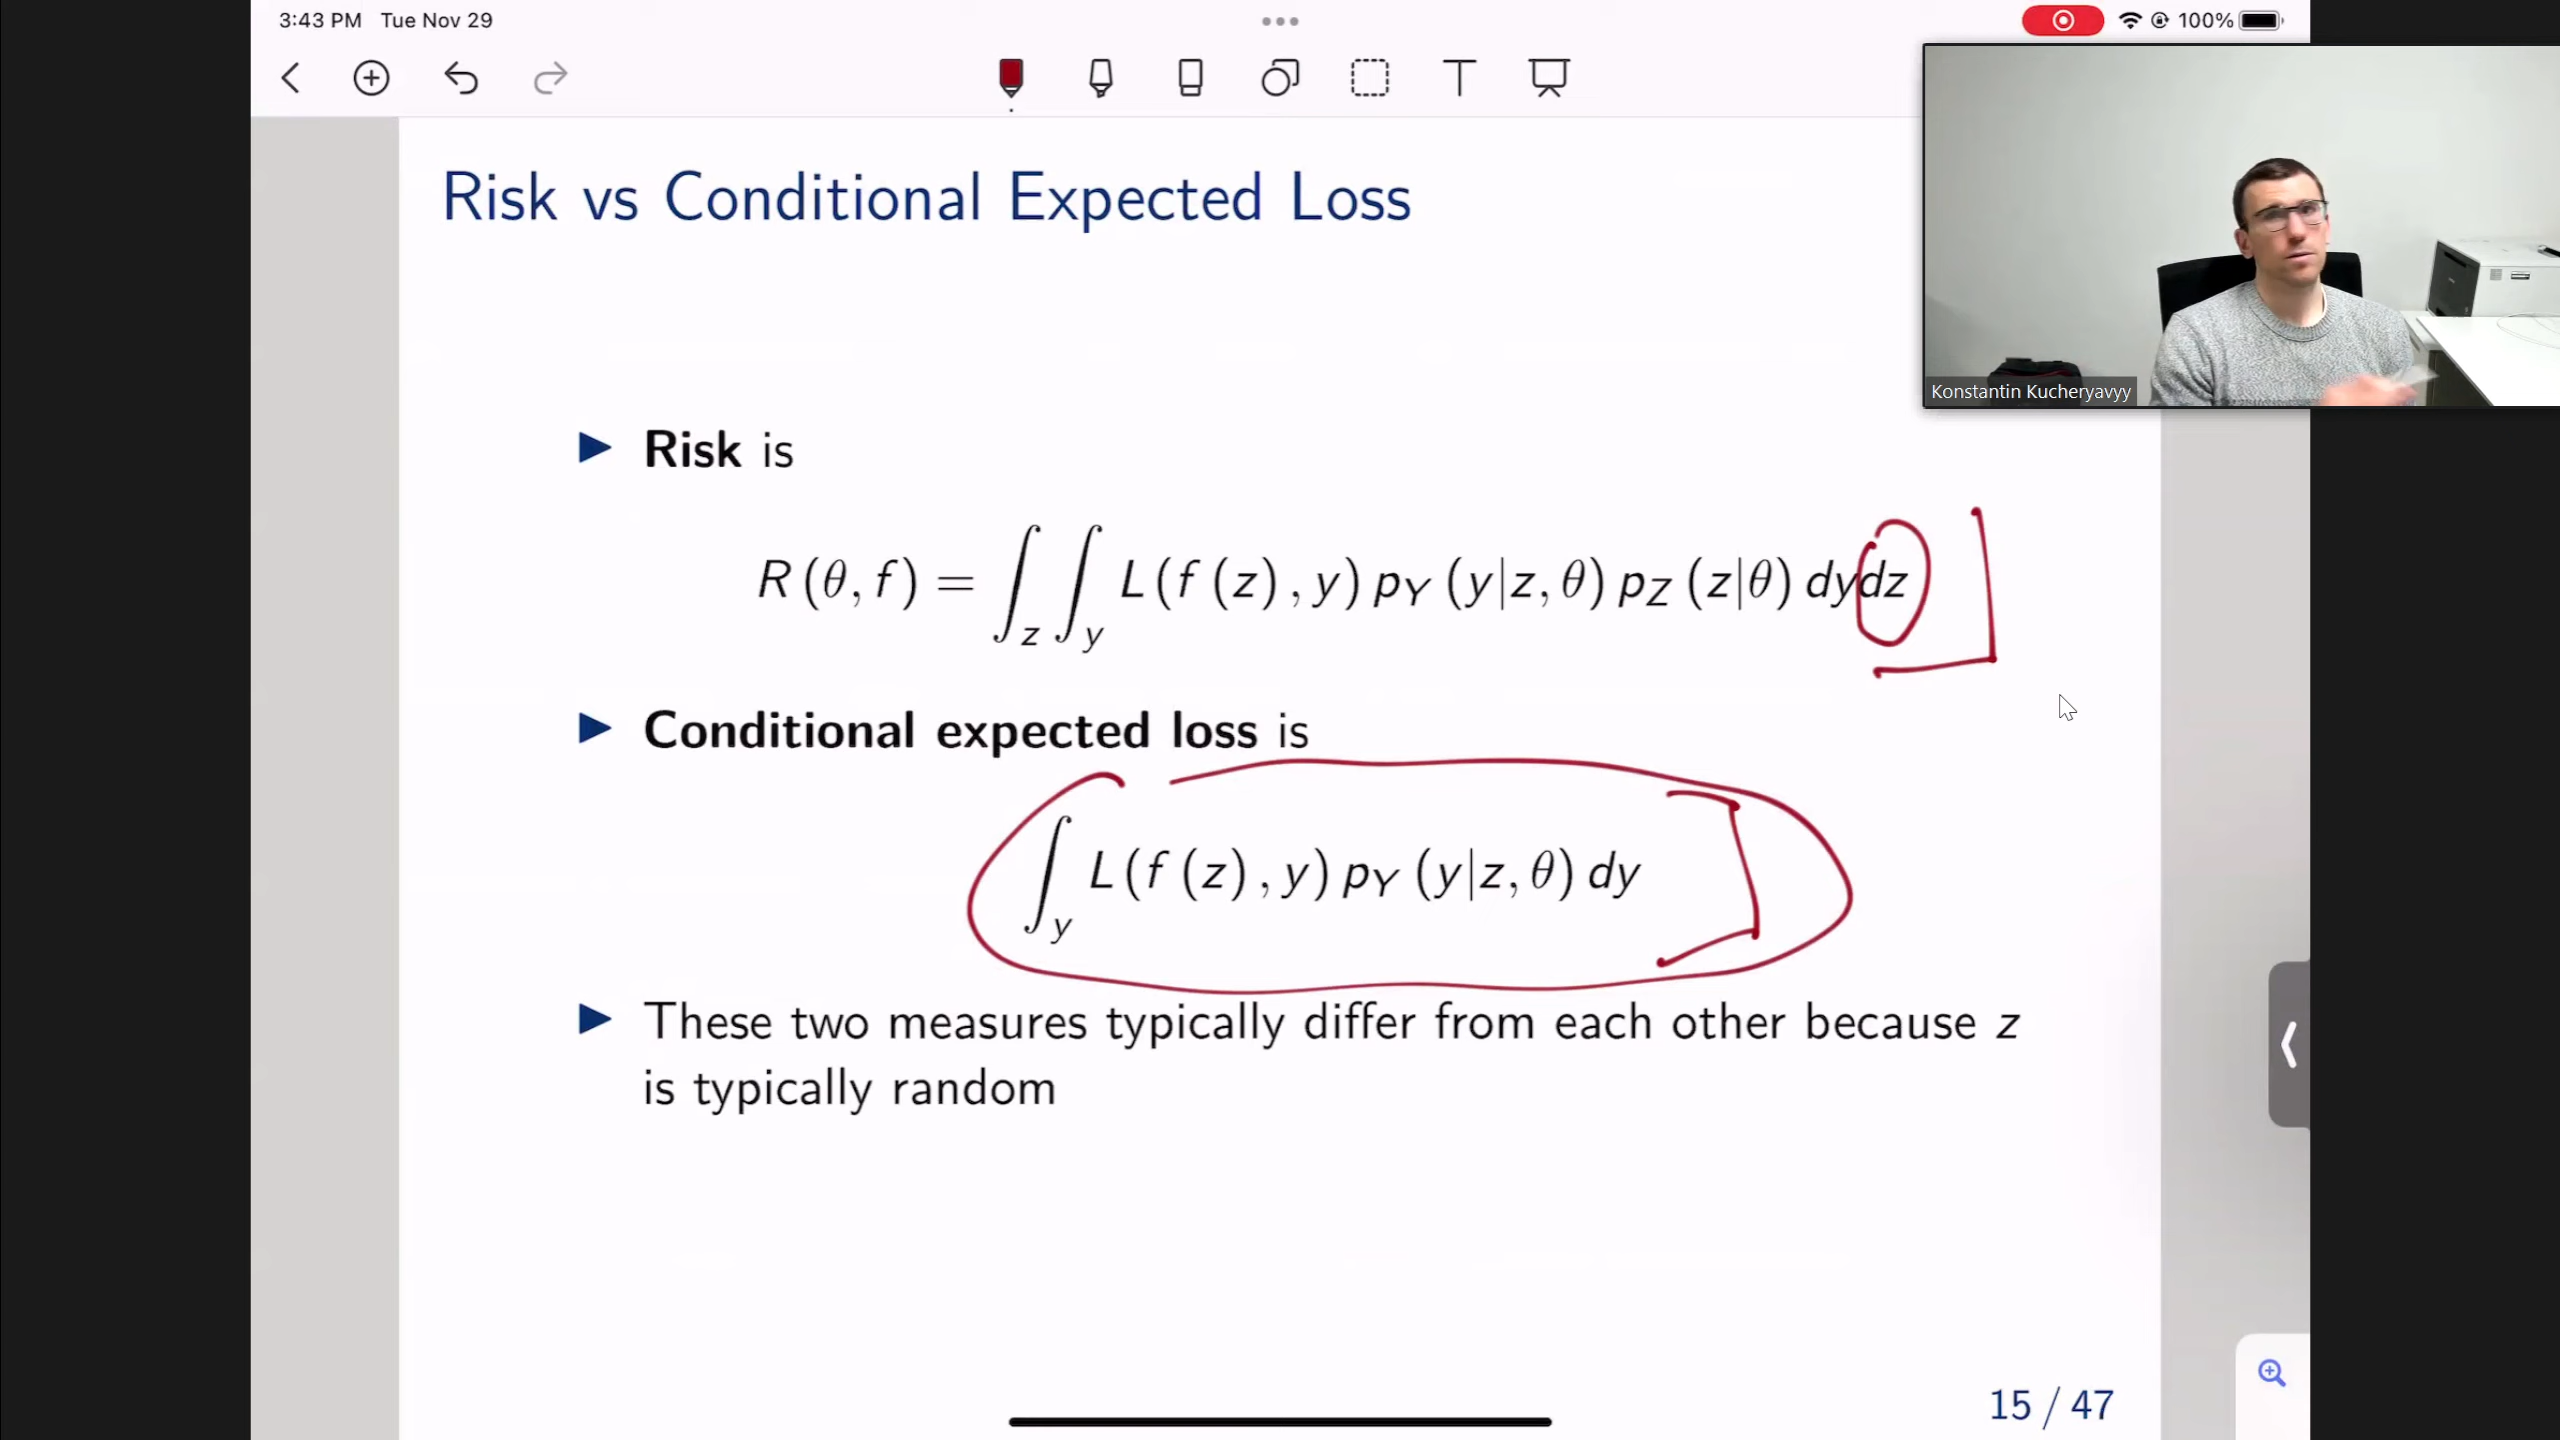 3:43 PM Tue Nov 29
100%
T
Risk vs Conditional Expected Loss
Konstantin Kucheryavyy
▶ Risk is
R(θ, f) = ∫_z ∫_y L(f(z), y) p_Y(y|z, θ) p_Z(z|θ) dydz
▶ Conditional expected loss is
∫_y L(f(z), y) p_Y(y|z, θ) dy
▶ These two measures typically differ from each other because z
is typically random
15 / 47